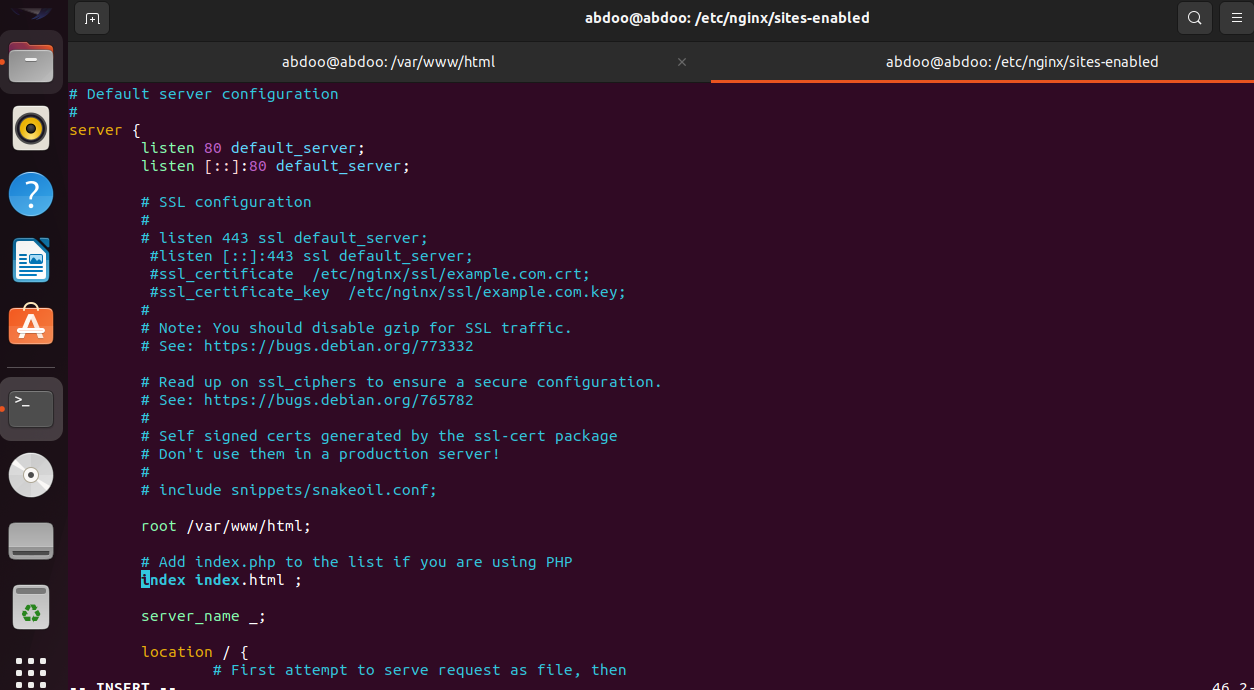 abdoo@abdoo: /etc/nginx/sites-enabled
abdoo@abdoo: /var/www/html ×
abdoo@abdoo: /etc/nginx/sites-enabled
# Default server configuration
#
server {
listen 80 default_server;
listen [::]:80 default_server;
# SSL configuration
#
# listen 443 ssl default_server;
#listen [::]:443 ssl default_server;
#ssl_certificate  /etc/nginx/ssl/example.com.crt;
#ssl_certificate_key  /etc/nginx/ssl/example.com.key;
#
# Note: You should disable gzip for SSL traffic.
# See: https://bugs.debian.org/773332
# Read up on ssl_ciphers to ensure a secure configuration.
# See: https://bugs.debian.org/765782
#
# Self signed certs generated by the ssl-cert package
# Don't use them in a production server!
#
# include snippets/snakeoil.conf;
root /var/www/html;
# Add index.php to the list if you are using PHP
index index.html ;
server_name _;
location / {
# First attempt to serve request as file, then
-- INSERT --